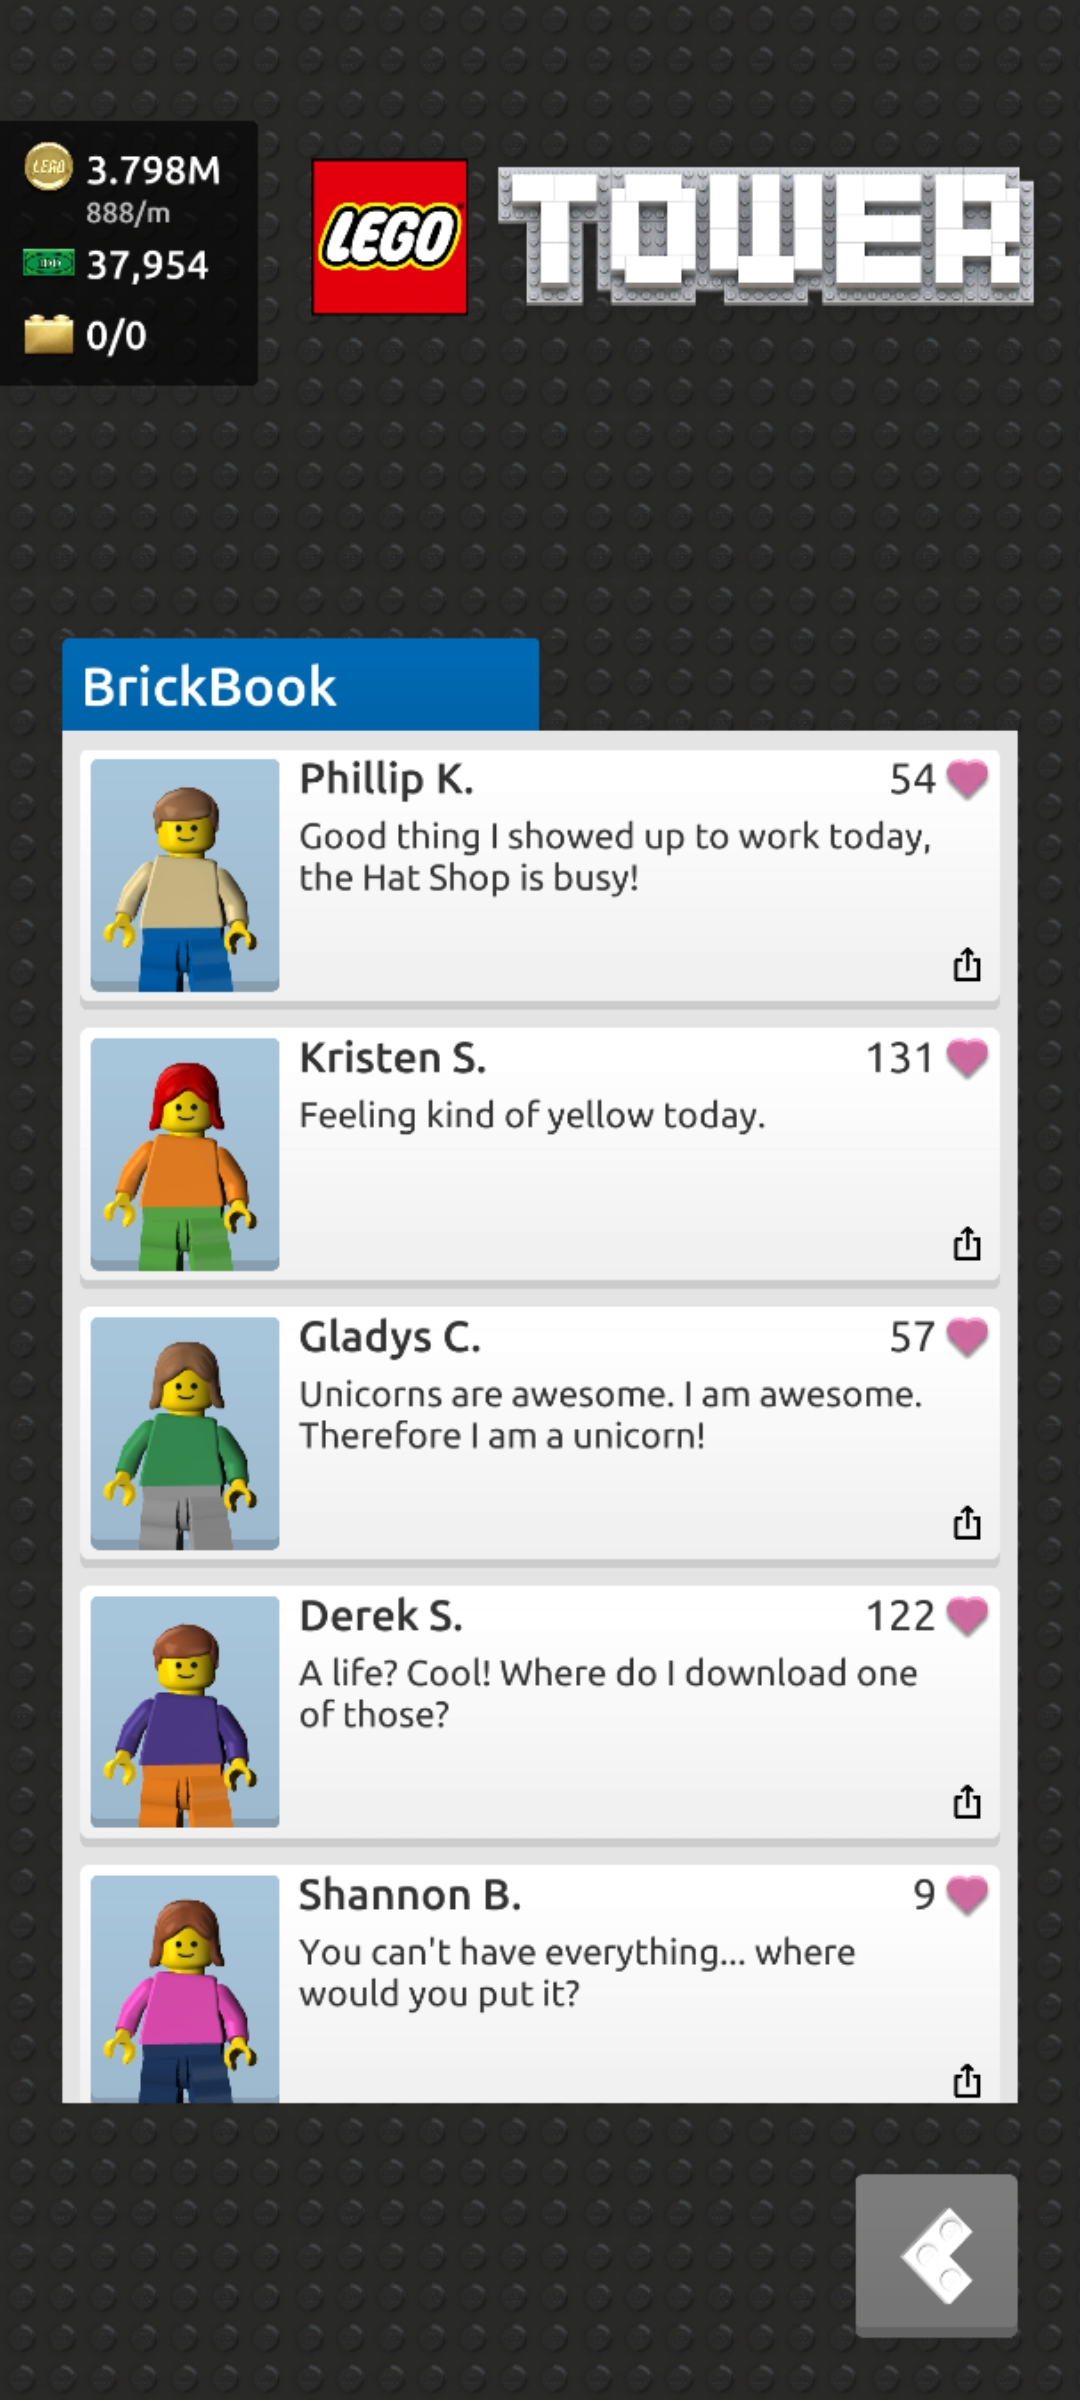 LEGO
3.798M
888/m
37,954
0/0
LEGO TOWER
BrickBook
Phillip K.
54
Good thing I showed up to work today,
the Hat Shop is busy!
Kristen S.
131
Feeling kind of yellow today.
Gladys C.
57
Unicorns are awesome. I am awesome.
Therefore I am a unicorn!
Derek S.
122
A life? Cool! Where do I download one
of those?
Shannon B.
9
You can't have everything... where
would you put it?